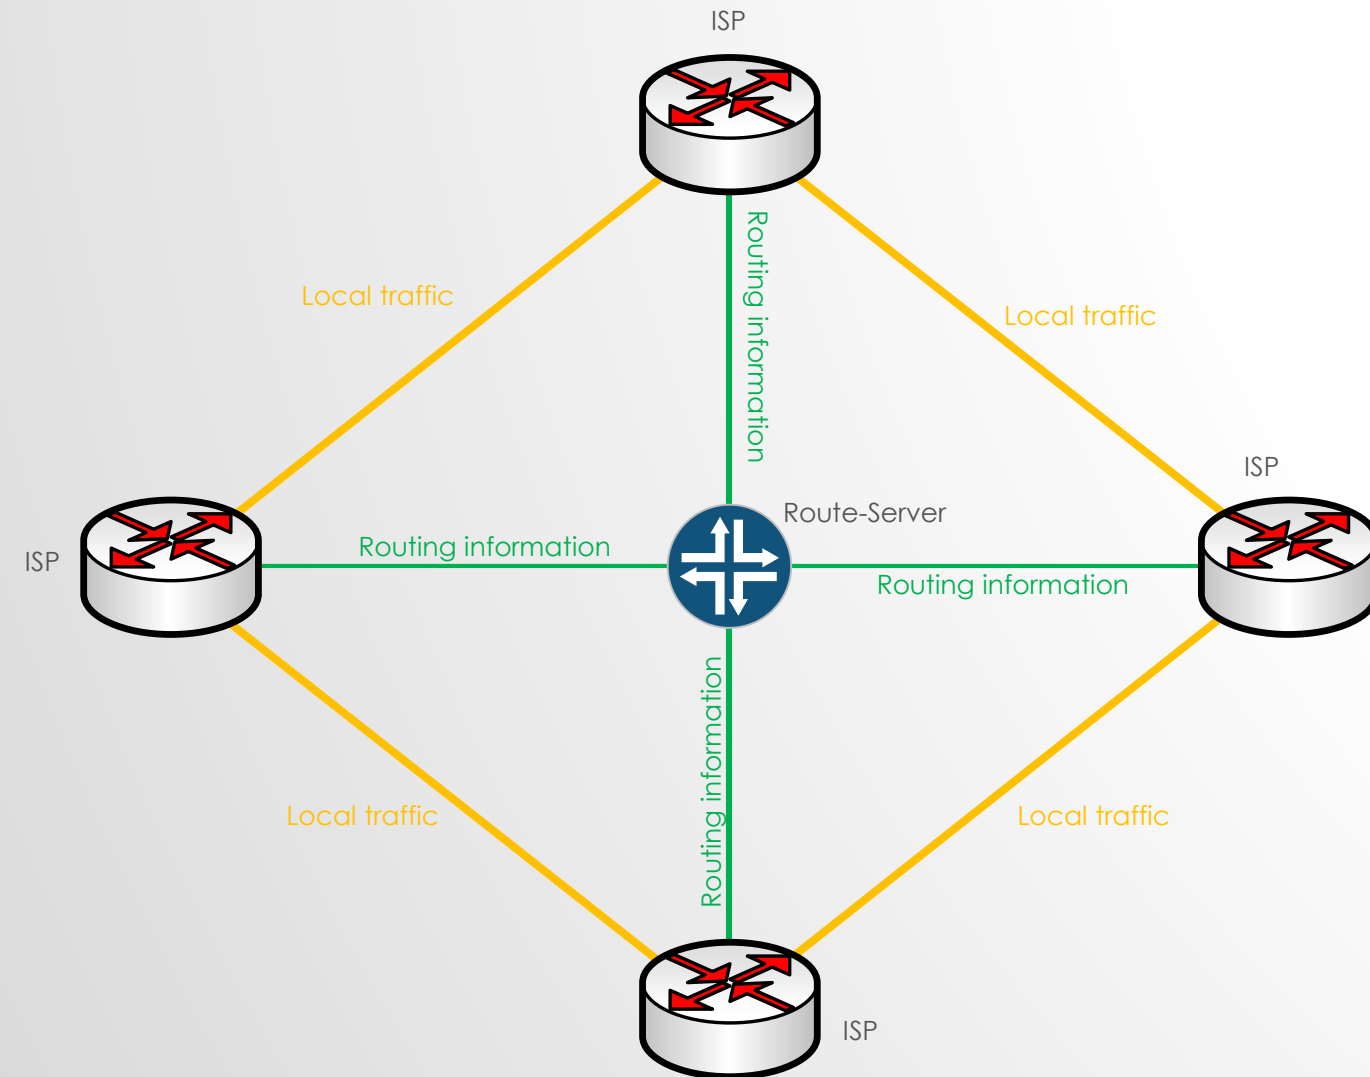 ISP
Routing information
Local traffic
Local traffic
ISP
Route-Server
Routing information
ISP
Routing information
Routing information
Local traffic
Local traffic
ISP